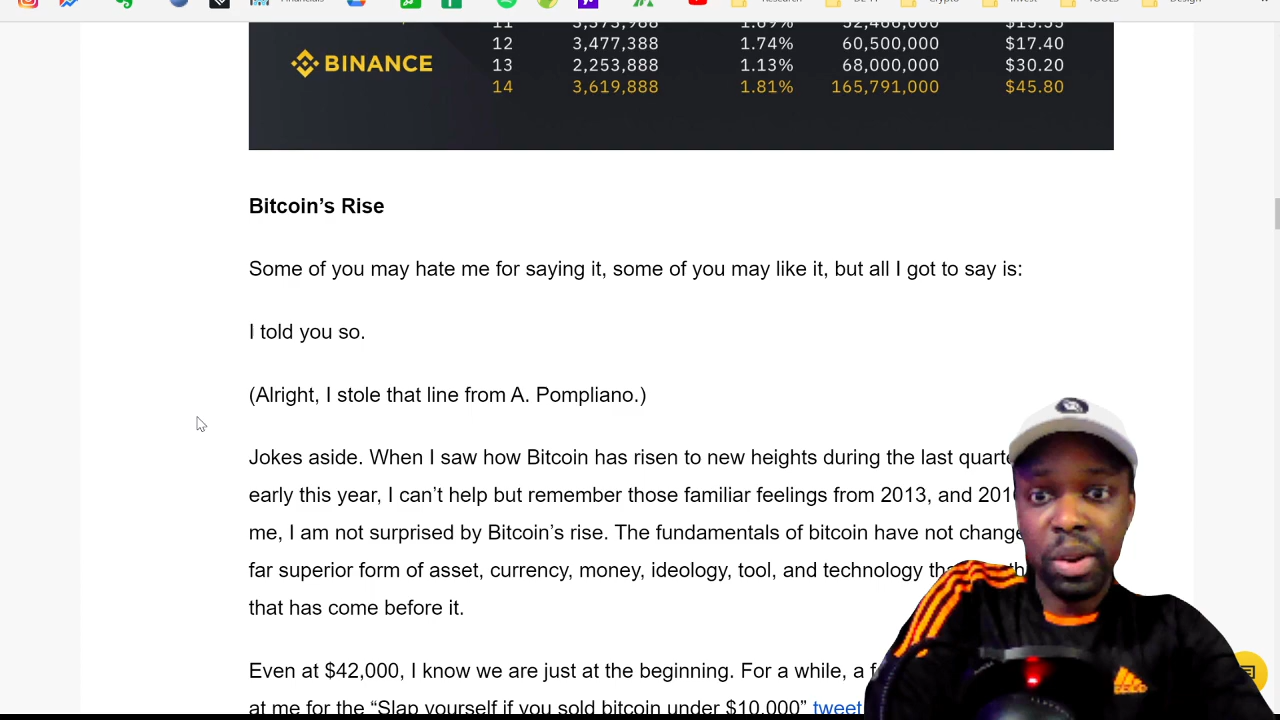 12 3,477,388 1.74% 60,500,000 $17.40
BINANCE
13 2,253,888 1.13% 68,000,000 $30.20
14 3,619,888 1.81% 165,791,000 $45.80
Bitcoin’s Rise
Some of you may hate me for saying it, some of you may like it, but all I got to say is:
I told you so.
(Alright, I stole that line from A. Pompliano.)
Jokes aside. When I saw how Bitcoin has risen to new heights during the last
early this year, I can’t help but remember those familiar feelings from 2013, and
me, I am not surprised by Bitcoin’s rise. The fundamentals of bitcoin have not
far superior form of asset, currency, money, ideology, tool, and technology
that has come before it.
Even at $42,000, I know we are just at the beginning. For a while, a
at me for the “Slap yourself if you sold bitcoin under $10,000” tweet